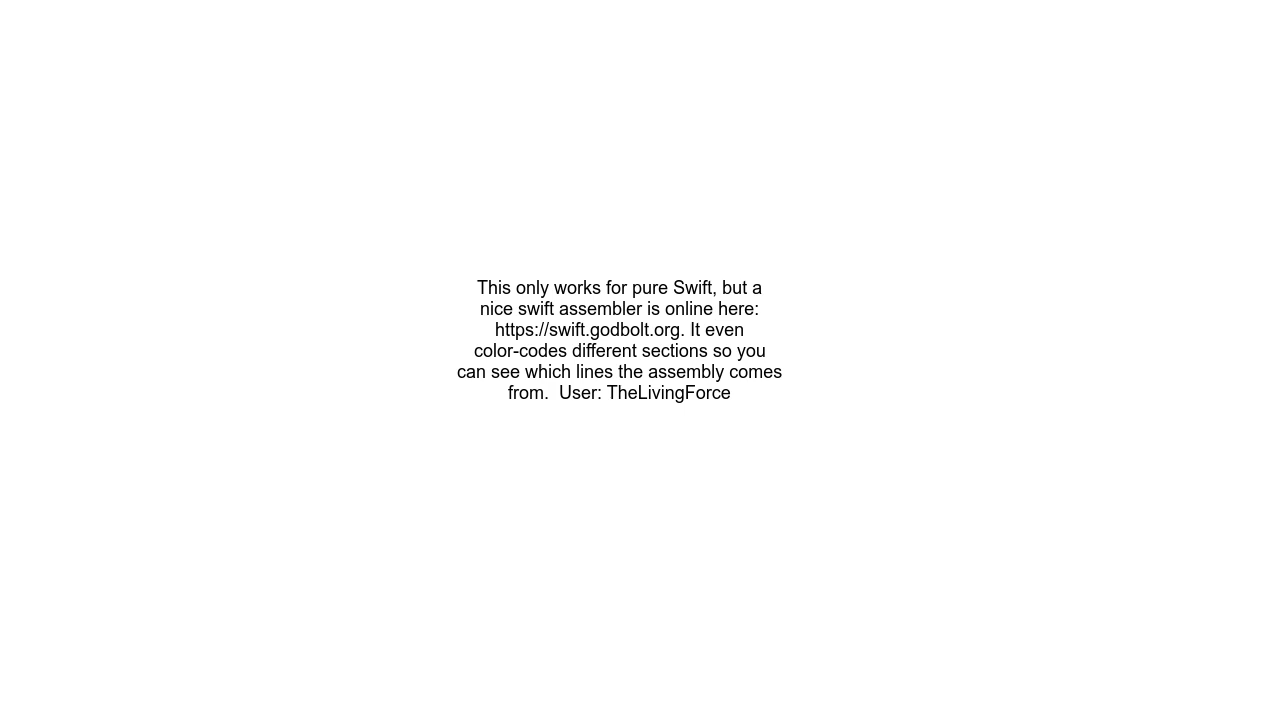 This only works for pure Swift, but a
nice swift assembler is online here:
https://swift.godbolt.org. It even
color-codes different sections so you
can see which lines the assembly comes
from.  User: TheLivingForce